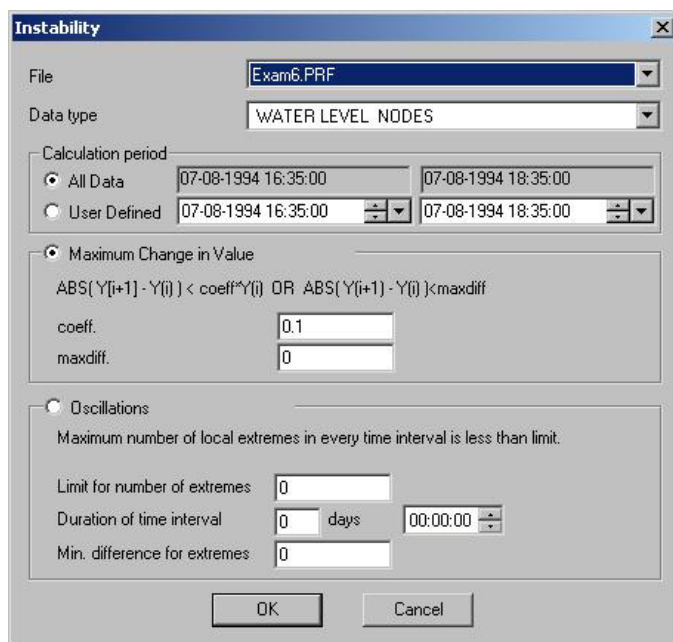 Instability
File Exam6.PRF
Data type WATER LEVEL NODES
Calculation period
All Data 07-08-1994 16:35:00 07-08-1994 18:35:00
User Defined 07-08-1994 16:35:00 07-08-1994 18:35:00
Maximum Change in Value
ABS( Y[i+1] - Y(i) ) < coeff*Y(i) OR ABS( Y(i+1) - Y(i) )<maxdiff
coeff. 0.1
maxdiff. 0
Oscillations
Maximum number of local extremes in every time interval is less than limit.
Limit for number of extremes 0
Duration of time interval 0 days 00:00:00
Min. difference for extremes 0
OK Cancel